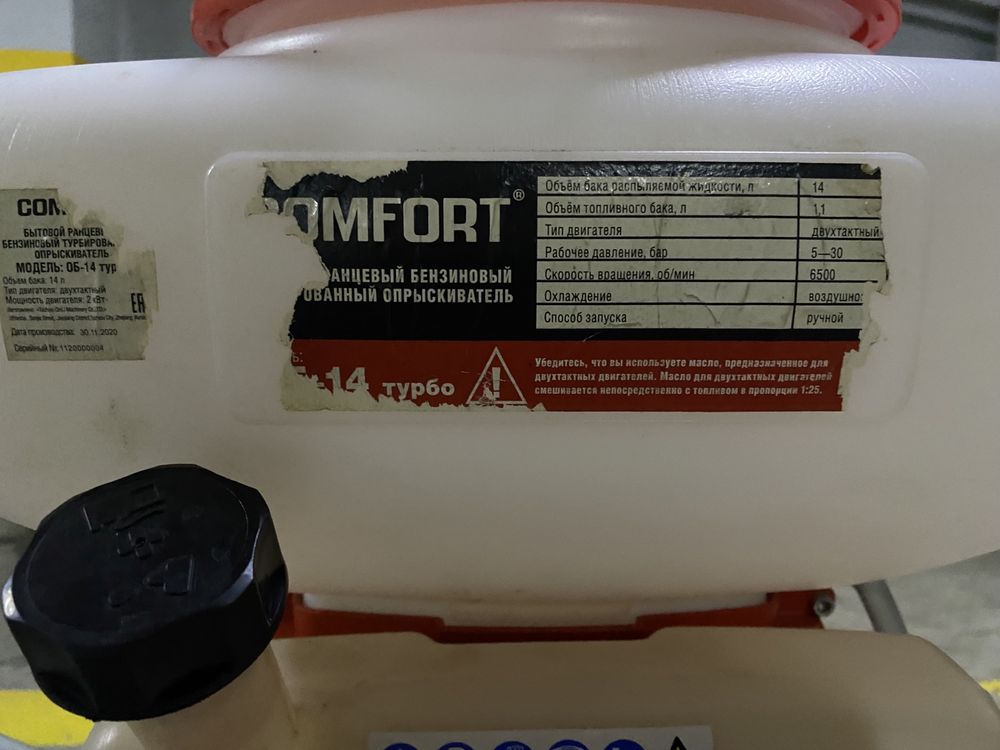 COM
БЫТОВОЙ РАНЦЕВ
БЕНЗИНОВЫЙ ТУРБИРОВА
ОПРЫСКИВАТЕЛЬ
МОДЕЛЬ: ОБ-14 тур
Объем бака: 14 л
Тип двигателя: двухтактный
Мощность двигателя: 2 кВт
EAC
Дата производства: 30.11.2020
Серийный №: 1120000004
OMFORT®
РАНЦЕВЫЙ БЕНЗИНОВЫЙ
ОВАННЫЙ ОПРЫСКИВАТЕЛЬ
Объём бака распыляемой жидкости, л 14
Объём топливного бака, л 1,1
Тип двигателя двухтактный
Рабочее давление, бар 5—30
Скорость вращения, об/мин 6500
Охлаждение воздушно
Способ запуска ручной
-14 турбо
Убедитесь, что вы используете масло, предназначенное для
двухтактных двигателей. Масло для двухтактных двигателей
смешивается непосредственно с топливом в пропорции 1:25.